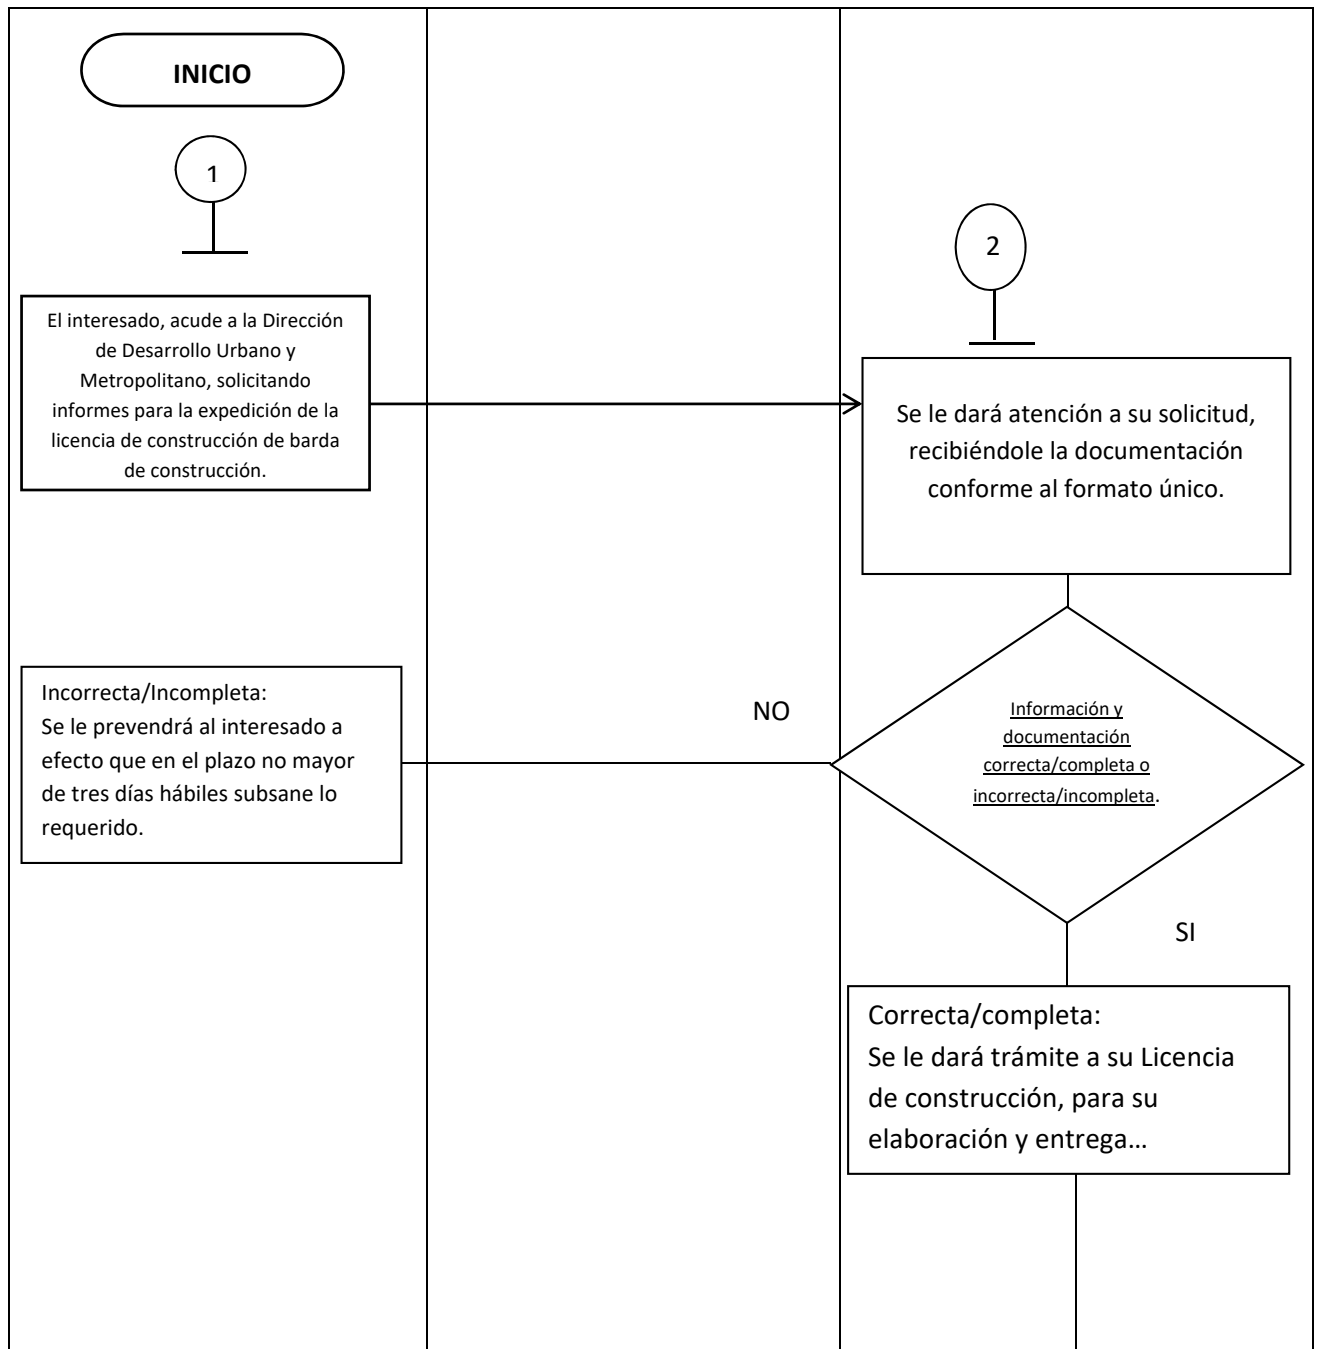 INICIO
1
2
El interesado, acude a la Dirección
de Desarrollo Urbano y
Metropolitano, solicitando
informes para la expedición de la
licencia de construcción de barda
de construcción.
Se le dará atención a su solicitud,
recibiéndole la documentación
conforme al formato único.
Incorrecta/Incompleta:
Se le prevendrá al interesado a
efecto que en el plazo no mayor
de tres días hábiles subsane lo
requerido.
NO
Información y
documentación
correcta/completa o
incorrecta/incompleta.
SI
Correcta/completa:
Se le dará trámite a su Licencia
de construcción, para su
elaboración y entrega...